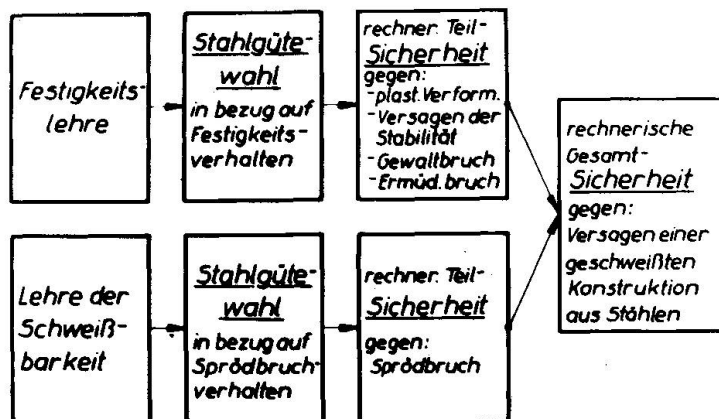 Festigkeits-
lehre
Stahlgüte-
wahl
in bezug auf
Festigkeits-
verhalten
rechner. Teil-
Sicherheit
gegen:
-plast. Verform.
-Versagen der
Stabilität
-Gewaltbruch
-Ermüd. bruch
Lehre der
Schweiß-
barkeit
Stahlgüte-
wahl
in bezug auf
Sprödbruch-
verhalten
rechner. Teil-
Sicherheit
gegen:
Sprödbruch
rechnerische
Gesamt-
Sicherheit
gegen:
Versagen einer
geschweißten
Konstruktion
aus Stählen